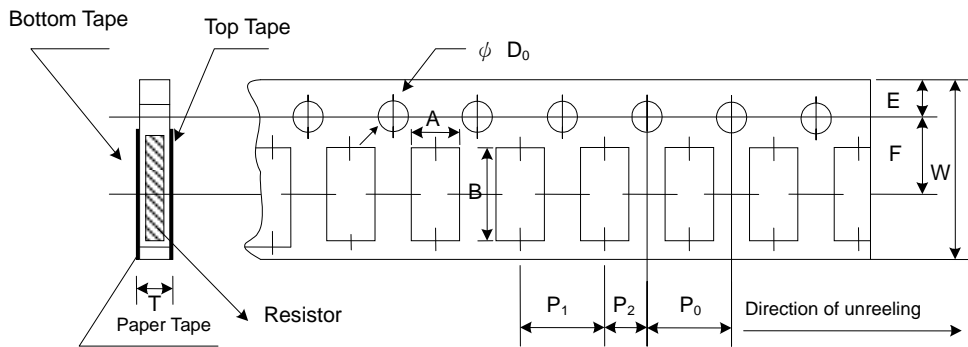 Bottom Tape
Top Tape
ψ D₀
A
B
E
F
W
T
Paper Tape
Resistor
P₁
P₂
P₀
Direction of unreeling